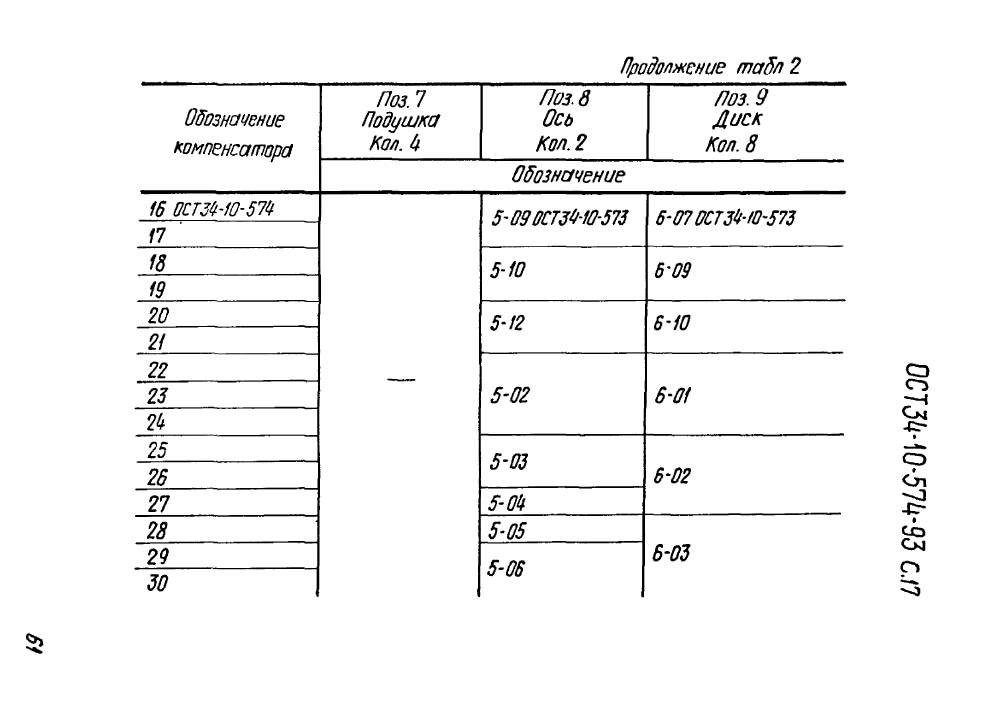 Продолжение табл 2
Обозначение компенсатора
Поз. 7 Подушка Кол. 4
Поз. 8 Ось Кол. 2
Поз. 9 Диск Кол. 8
Обозначение
16 ОСТ34-10-574
—
5-09 ОСТ34-10-573
6-07 ОСТ34-10-573
17
18
5-10
6-09
19
20
5-12
6-10
21
22
23
5-02
6-01
24
25
5-03
26
6-02
27
5-04
28
5-05
29
5-06
6-03
30
ОСТ34-10-574-93 С.17
61